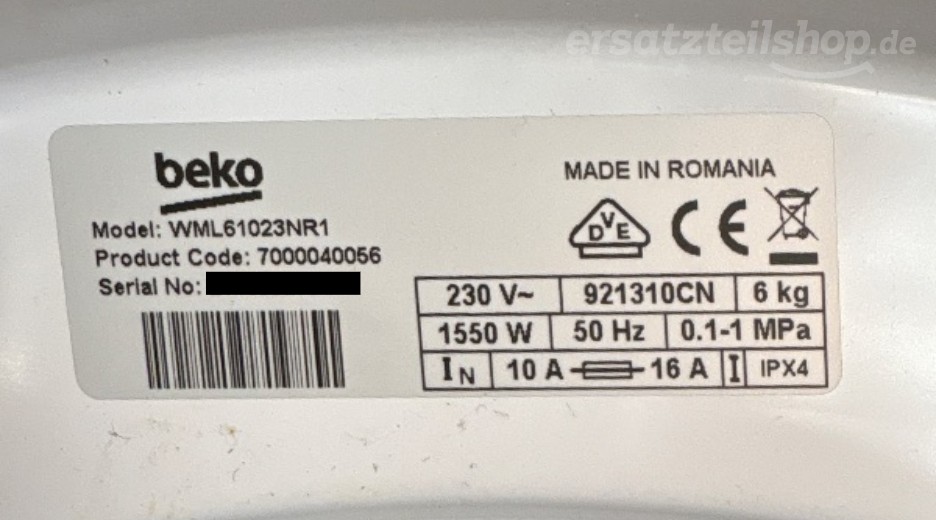 ersatzteilshop.de
beko
Model: WML61023NR1
Product Code: 7000040056
Serial No:
MADE IN ROMANIA
VDE CE
230 V~ 921310CN 6 kg
1550 W 50 Hz 0.1-1 MPa
IN 10 A 16 A I IPX4